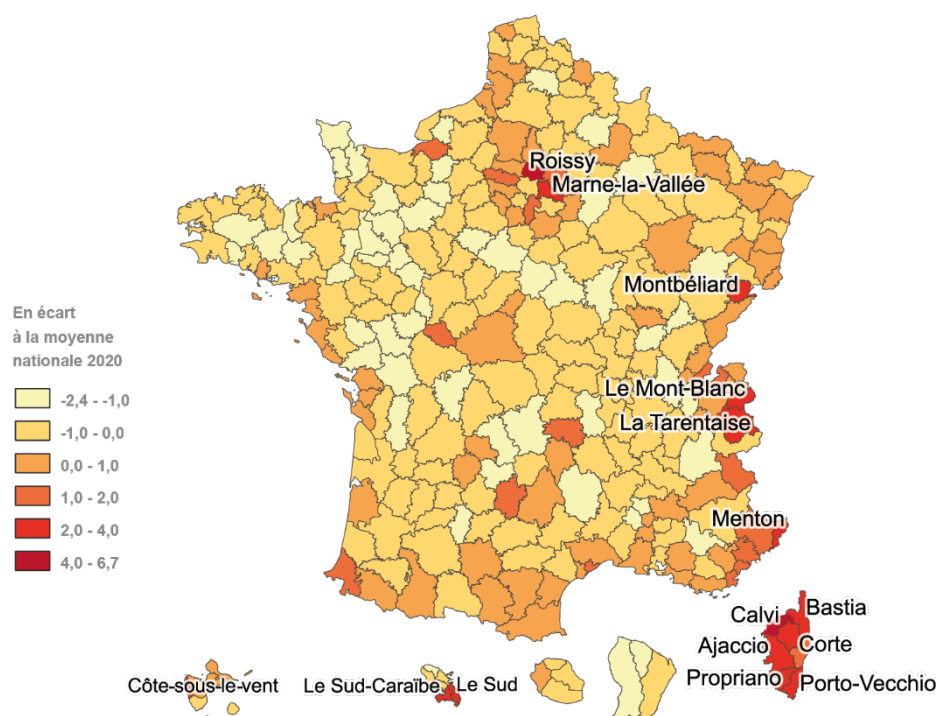 Roissy
Marne-la-Vallée
Montbéliard
En écart
à la moyenne
nationale 2020
-2,4 - -1,0
-1,0 - 0,0
0,0 - 1,0
1,0 - 2,0
2,0 - 4,0
4,0 - 6,7
Le Mont-Blanc
La Tarentaise
Menton
Calvi
Bastia
Ajaccio
Corte
Propriano
Porto-Vecchio
Côte-sous-le-vent
Le Sud-Caraïbe
Le Sud